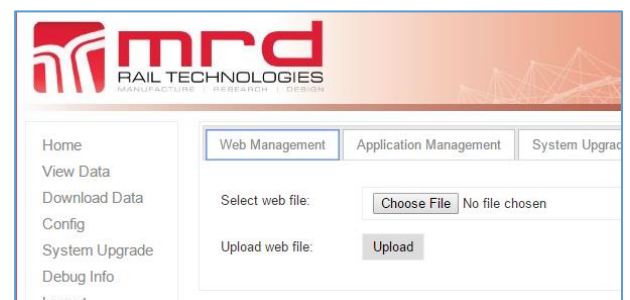 mrd
RAIL TECHNOLOGIES
MANUFACTURE | RESEARCH | DESIGN
Home
View Data
Download Data
Config
System Upgrade
Debug Info
Web Management
Application Management
System Upgrad
Select web file:
Choose File No file chosen
Upload web file:
Upload